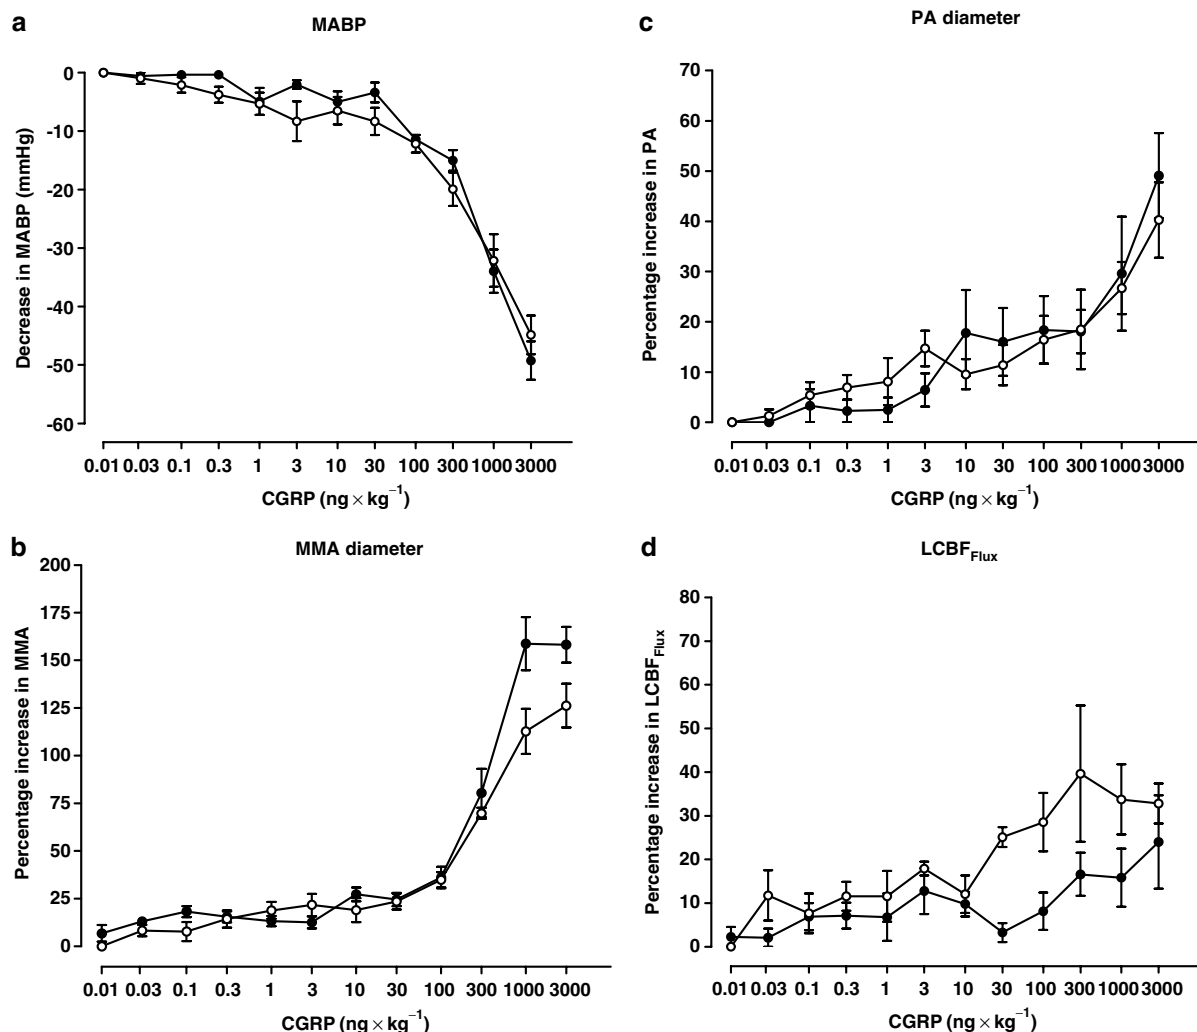 a
MABP
Decrease in MABP (mmHg)
0
-10
-20
-30
-40
-50
-60
0.01 0.03 0.1 0.3 1 3 10 30 100 300 1000 3000
CGRP (ng × kg⁻¹)
c
PA diameter
Percentage increase in PA
70
60
50
40
30
20
10
0
0.01 0.03 0.1 0.3 1 3 10 30 100 300 1000 3000
CGRP (ng × kg⁻¹)
b
MMA diameter
Percentage increase in MMA
200
175
150
125
100
75
50
25
0
0.01 0.03 0.1 0.3 1 3 10 30 100 300 1000 3000
CGRP (ng × kg⁻¹)
d
LCBF_Flux
Percentage increase in LCBF_Flux
80
70
60
50
40
30
20
10
0
0.01 0.03 0.1 0.3 1 3 10 30 100 300 1000 3000
CGRP (ng × kg⁻¹)